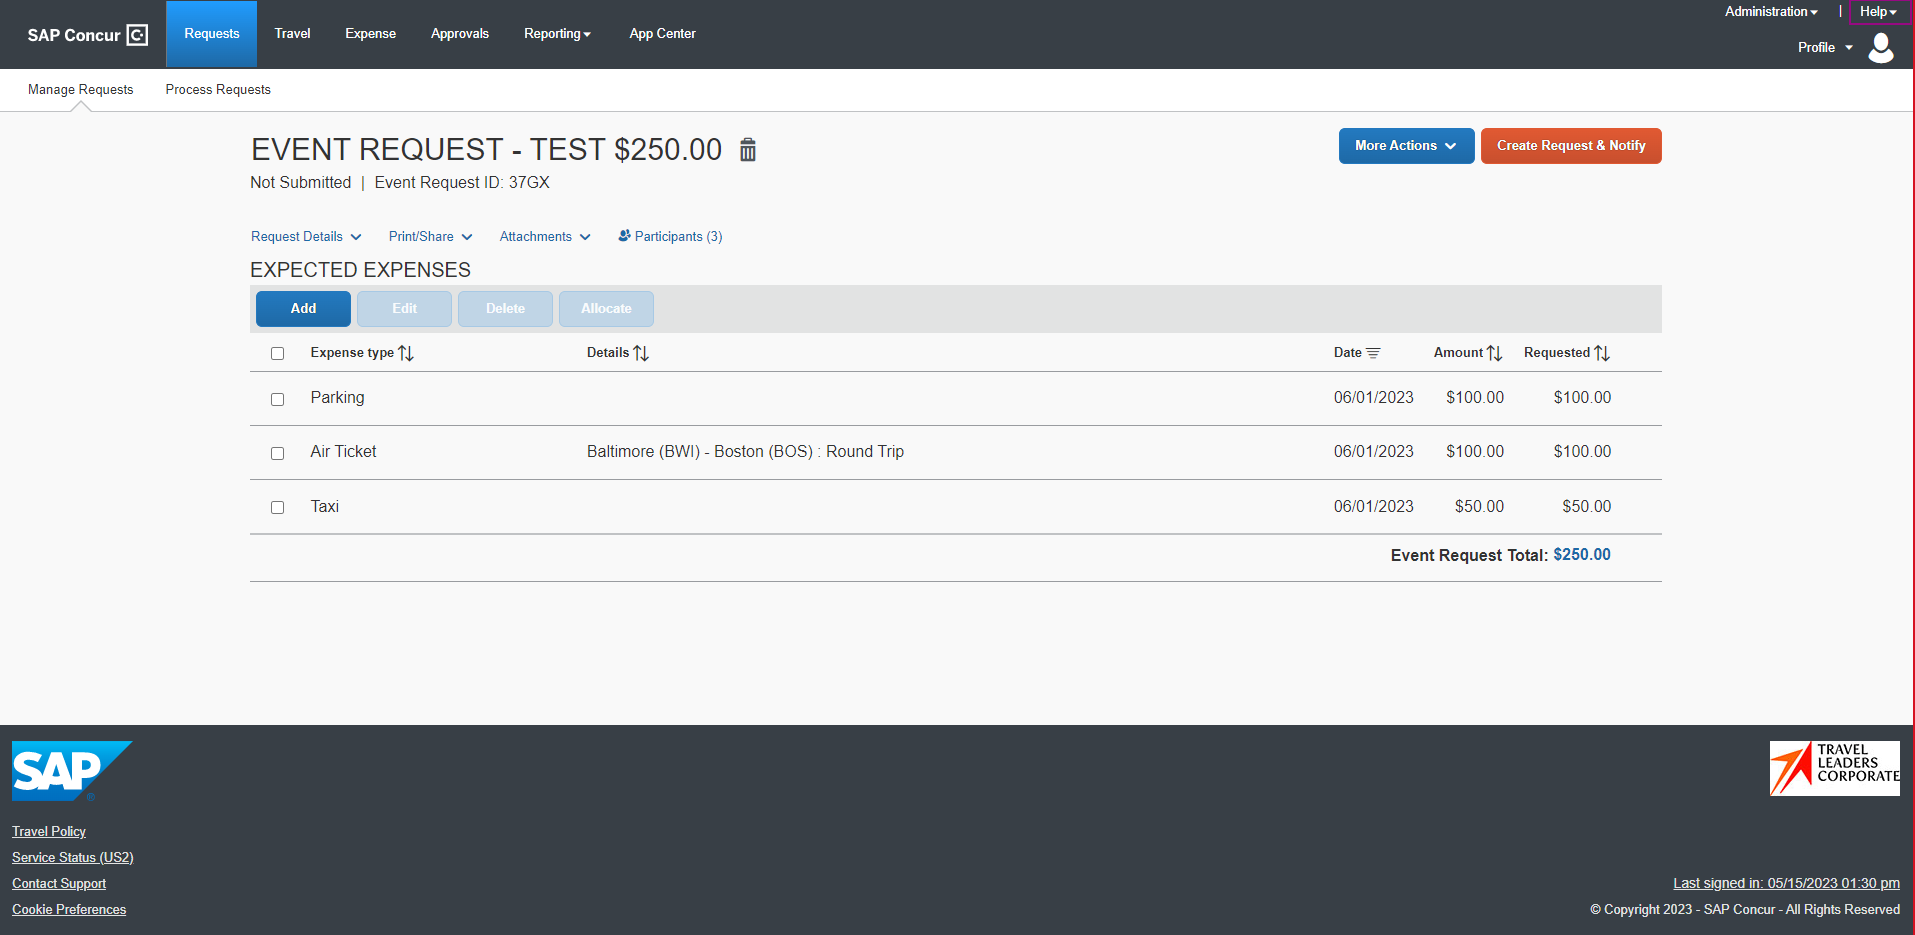 SAP Concur
Requests
Travel
Expense
Approvals
Reporting
App Center
Administration
|
Help
Profile
Manage Requests
Process Requests
EVENT REQUEST - TEST $250.00
More Actions
Create Request & Notify
Not Submitted | Event Request ID: 37GX
Request Details
Print/Share
Attachments
Participants (3)
EXPECTED EXPENSES
Add
Edit
Delete
Allocate
Expense type
Details
Date
Amount
Requested
Parking 06/01/2023 $100.00 $100.00
Air Ticket Baltimore (BWI) - Boston (BOS) : Round Trip 06/01/2023 $100.00 $100.00
Taxi 06/01/2023 $50.00 $50.00
Event Request Total: $250.00
SAP ®
TRAVEL
LEADERS
CORPORATE
Travel Policy
Service Status (US2)
Contact Support
Cookie Preferences
Last signed in: 05/15/2023 01:30 pm
© Copyright 2023 - SAP Concur - All Rights Reserved